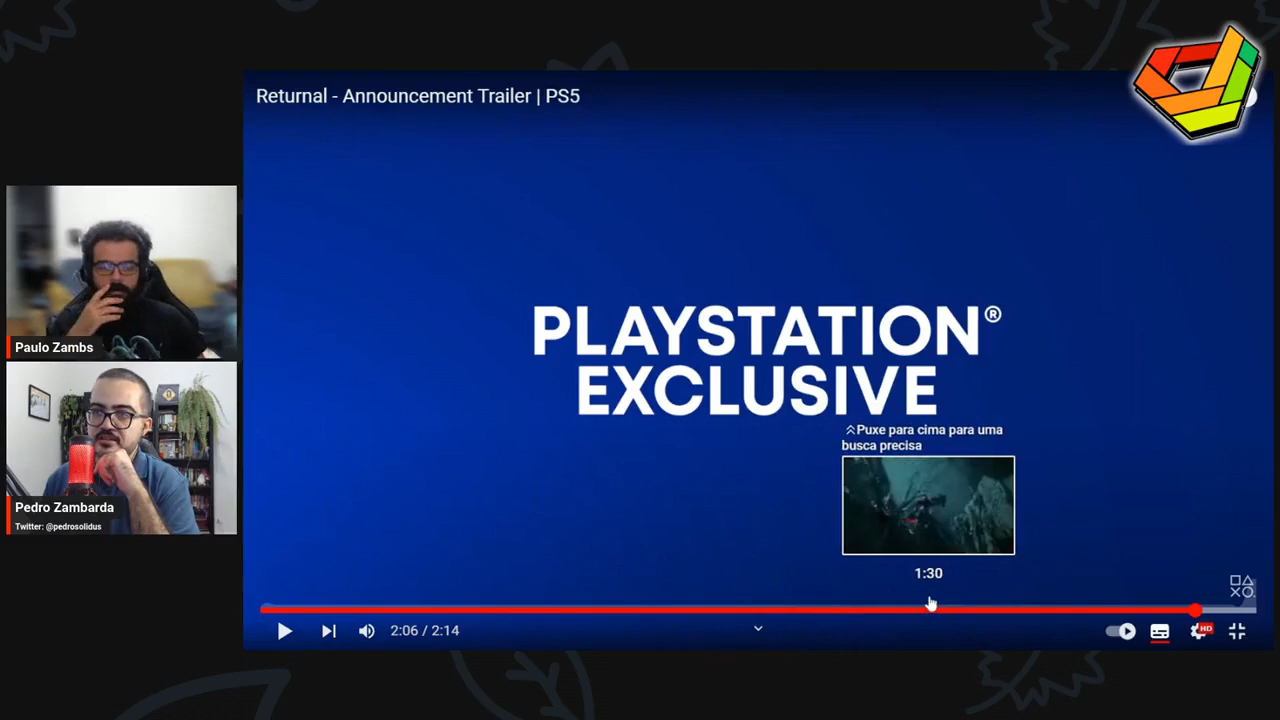 Returnal - Announcement Trailer | PS5
PLAYSTATION®
EXCLUSIVE
Puxe para cima para uma
busca precisa
1:30
2:06 / 2:14
HD
Paulo Zambs
Pedro Zambarda
Twitter: @pedrosolidus